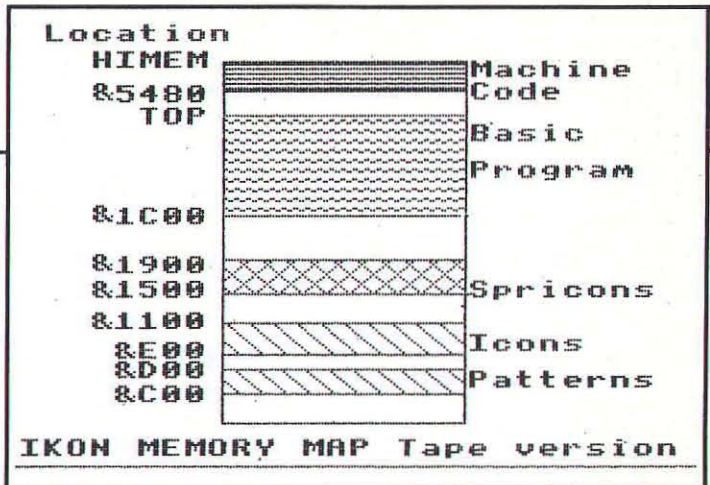 Location
HIMEM
Machine
&5480
Code
TOP
Basic
Program
&1C00
&1900
&1500
Spricons
&1100
Icons
&E00
&D00
Patterns
&C00
IKON MEMORY MAP Tape version